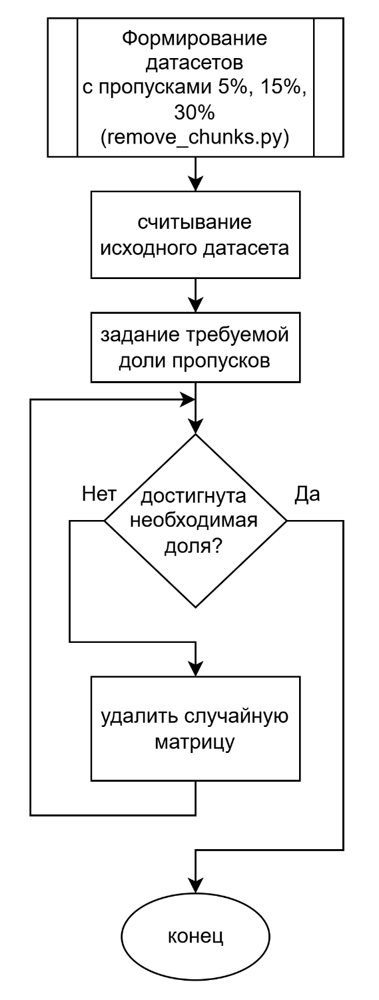 Формирование
датасетов
с пропусками 5%, 15%,
30%
(remove_chunks.py)
считывание
исходного датасета
задание требуемой
доли пропусков
Нет
Да
достигнута
необходимая
доля?
удалить случайную
матрицу
конец